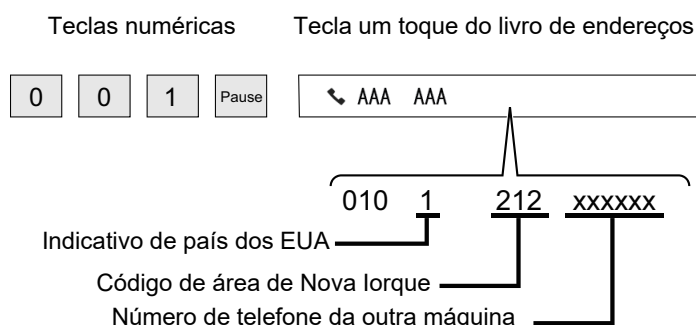 Teclas numéricas Tecla um toque do livro de endereços
0 0 1 Pause AAA AAA
010 1 212 xxxxxx
Indicativo de país dos EUA
Código de área de Nova Iorque
Número de telefone da outra máquina